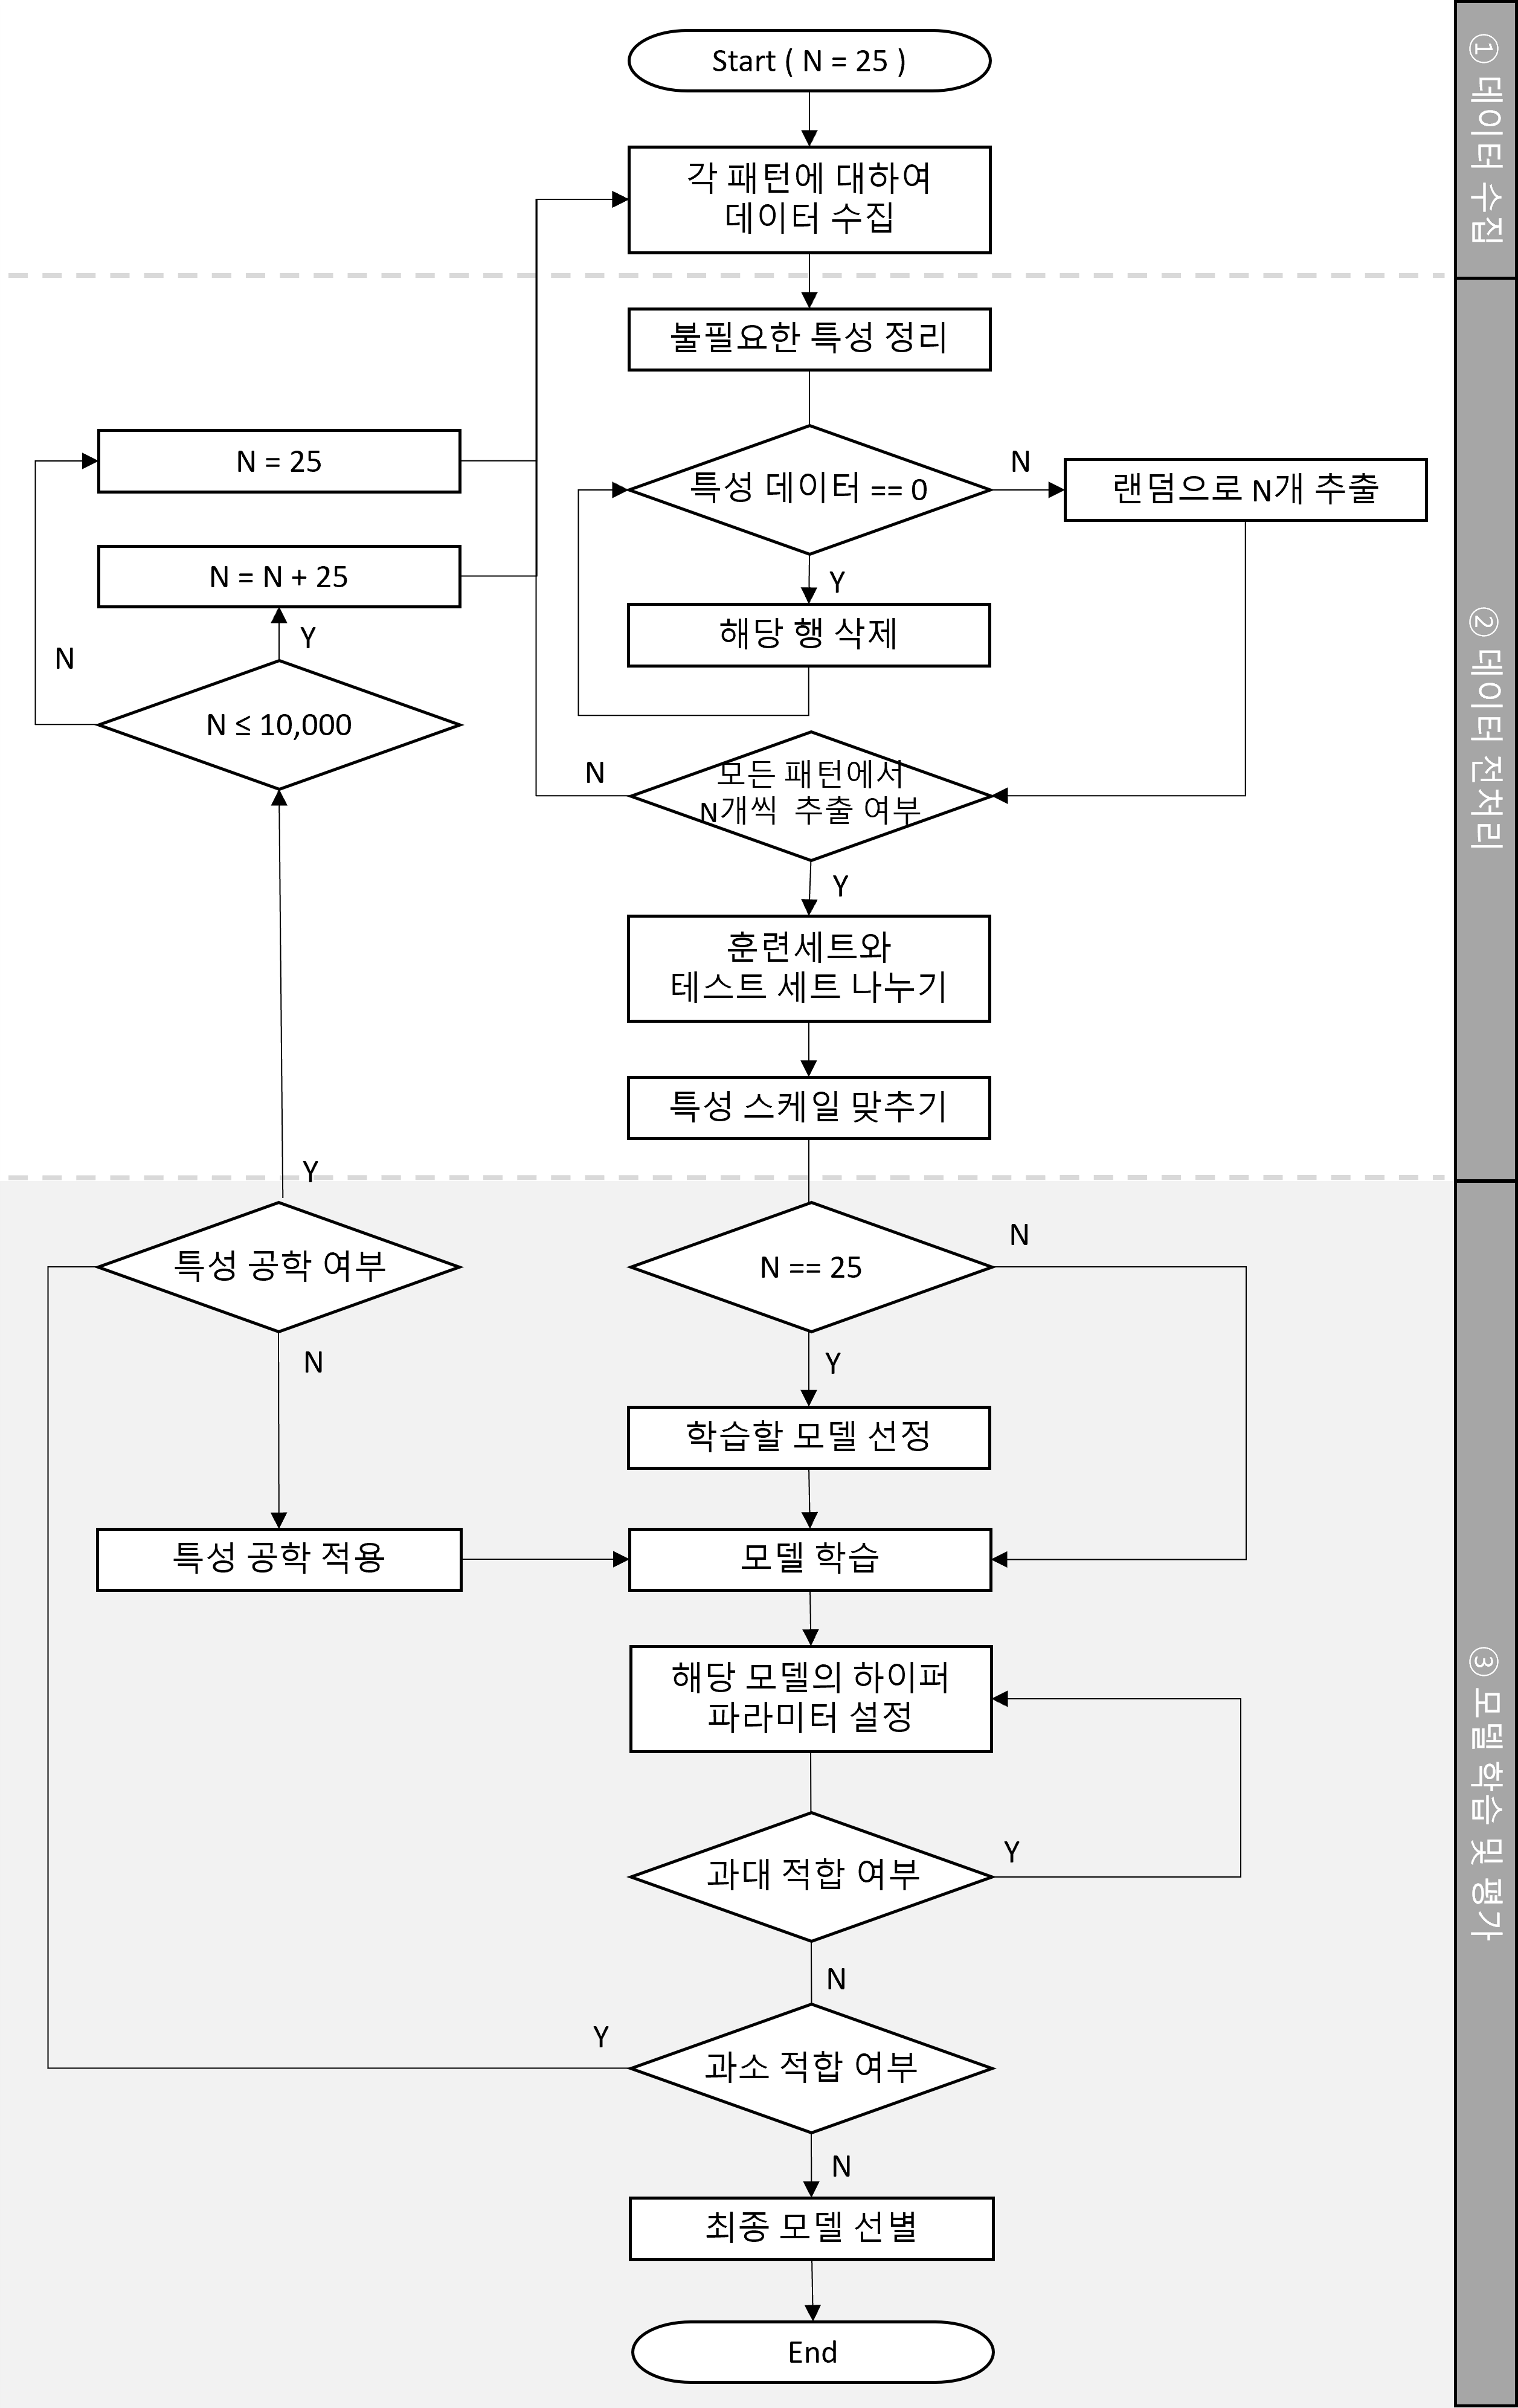 Start ( N = 25 )
각 패턴에 대하여
데이터 수집
불필요한 특성 정리
특성 데이터 == 0
N
랜덤으로 N개 추출
Y
해당 행 삭제
N = 25
N = N + 25
Y
N
N ≤ 10,000
모든 패턴에서
N개씩 추출 여부
N
Y
훈련세트와
테스트 세트 나누기
특성 스케일 맞추기
Y
특성 공학 여부
N
N == 25
N
Y
학습할 모델 선정
특성 공학 적용
모델 학습
해당 모델의 하이퍼
파라미터 설정
과대 적합 여부
Y
N
과소 적합 여부
Y
N
최종 모델 선별
End
① 데이터 수집
② 데이터 전처리
③ 모델 학습 및 평가